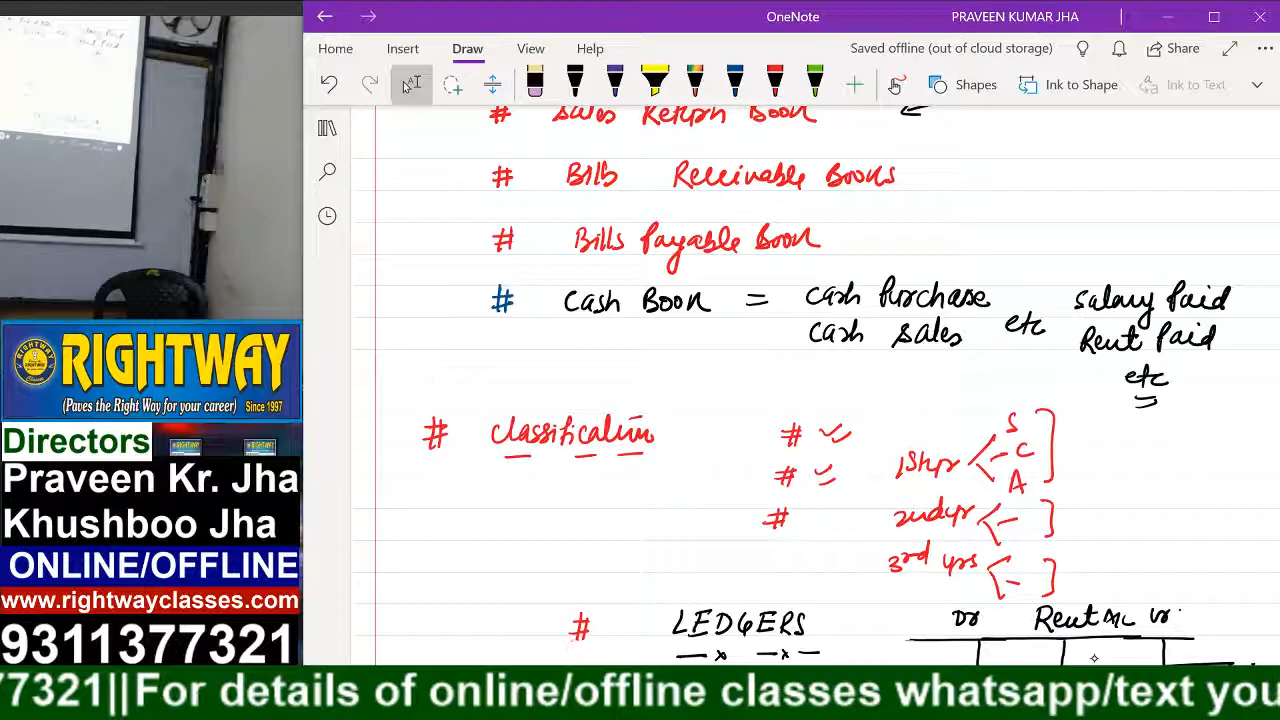 OneNote
PRAVEEN KUMAR JHA
Home Insert Draw View Help
Saved offline (out of cloud storage)
Share
Shapes
Ink to Shape
Ink to Text
# Sales Return Book
# Bills Receivable Books
# Bills Payable Book
# Cash Book = Cash Purchase
Cash Sales etc
Salary Paid
Rent Paid
etc
# Classification
#
#
#
1st yr
S
C
A
2nd yr
3rd yrs
# LEDGERS
Dr Rent A/c Cr
RIGHTWAY
(Paves the Right Way for your career) Since 1997
Directors
Praveen Kr. Jha
Khushboo Jha
ONLINE/OFFLINE
www.rightwayclasses.com
9311377321
77321||For details of online/offline classes whatsapp/text you